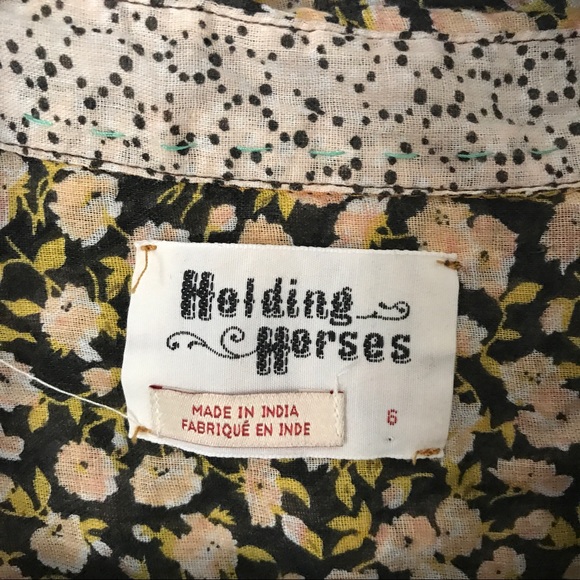 Holding
Horses
MADE IN INDIA
FABRIQUÉ EN INDE
6